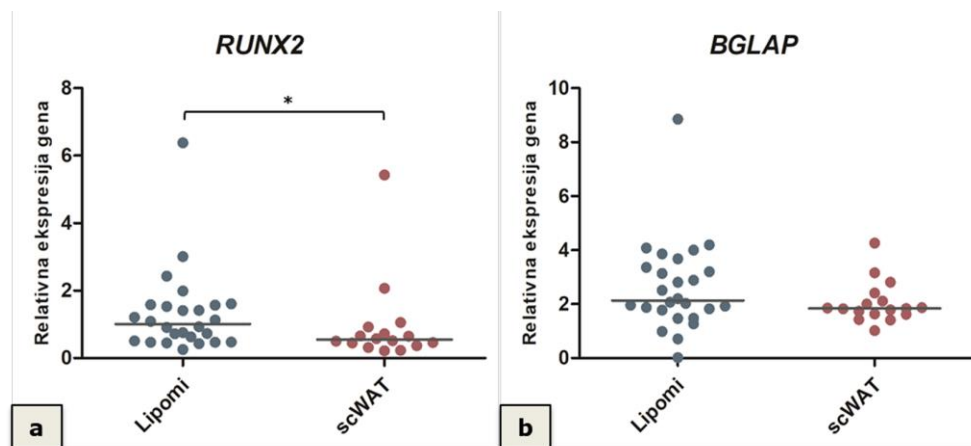 RUNX2
Relativna ekspresija gena
8
6
4
2
0
*
Lipomi
scWAT
a
BGLAP
Relativna ekspresija gena
10
8
6
4
2
0
Lipomi
scWAT
b